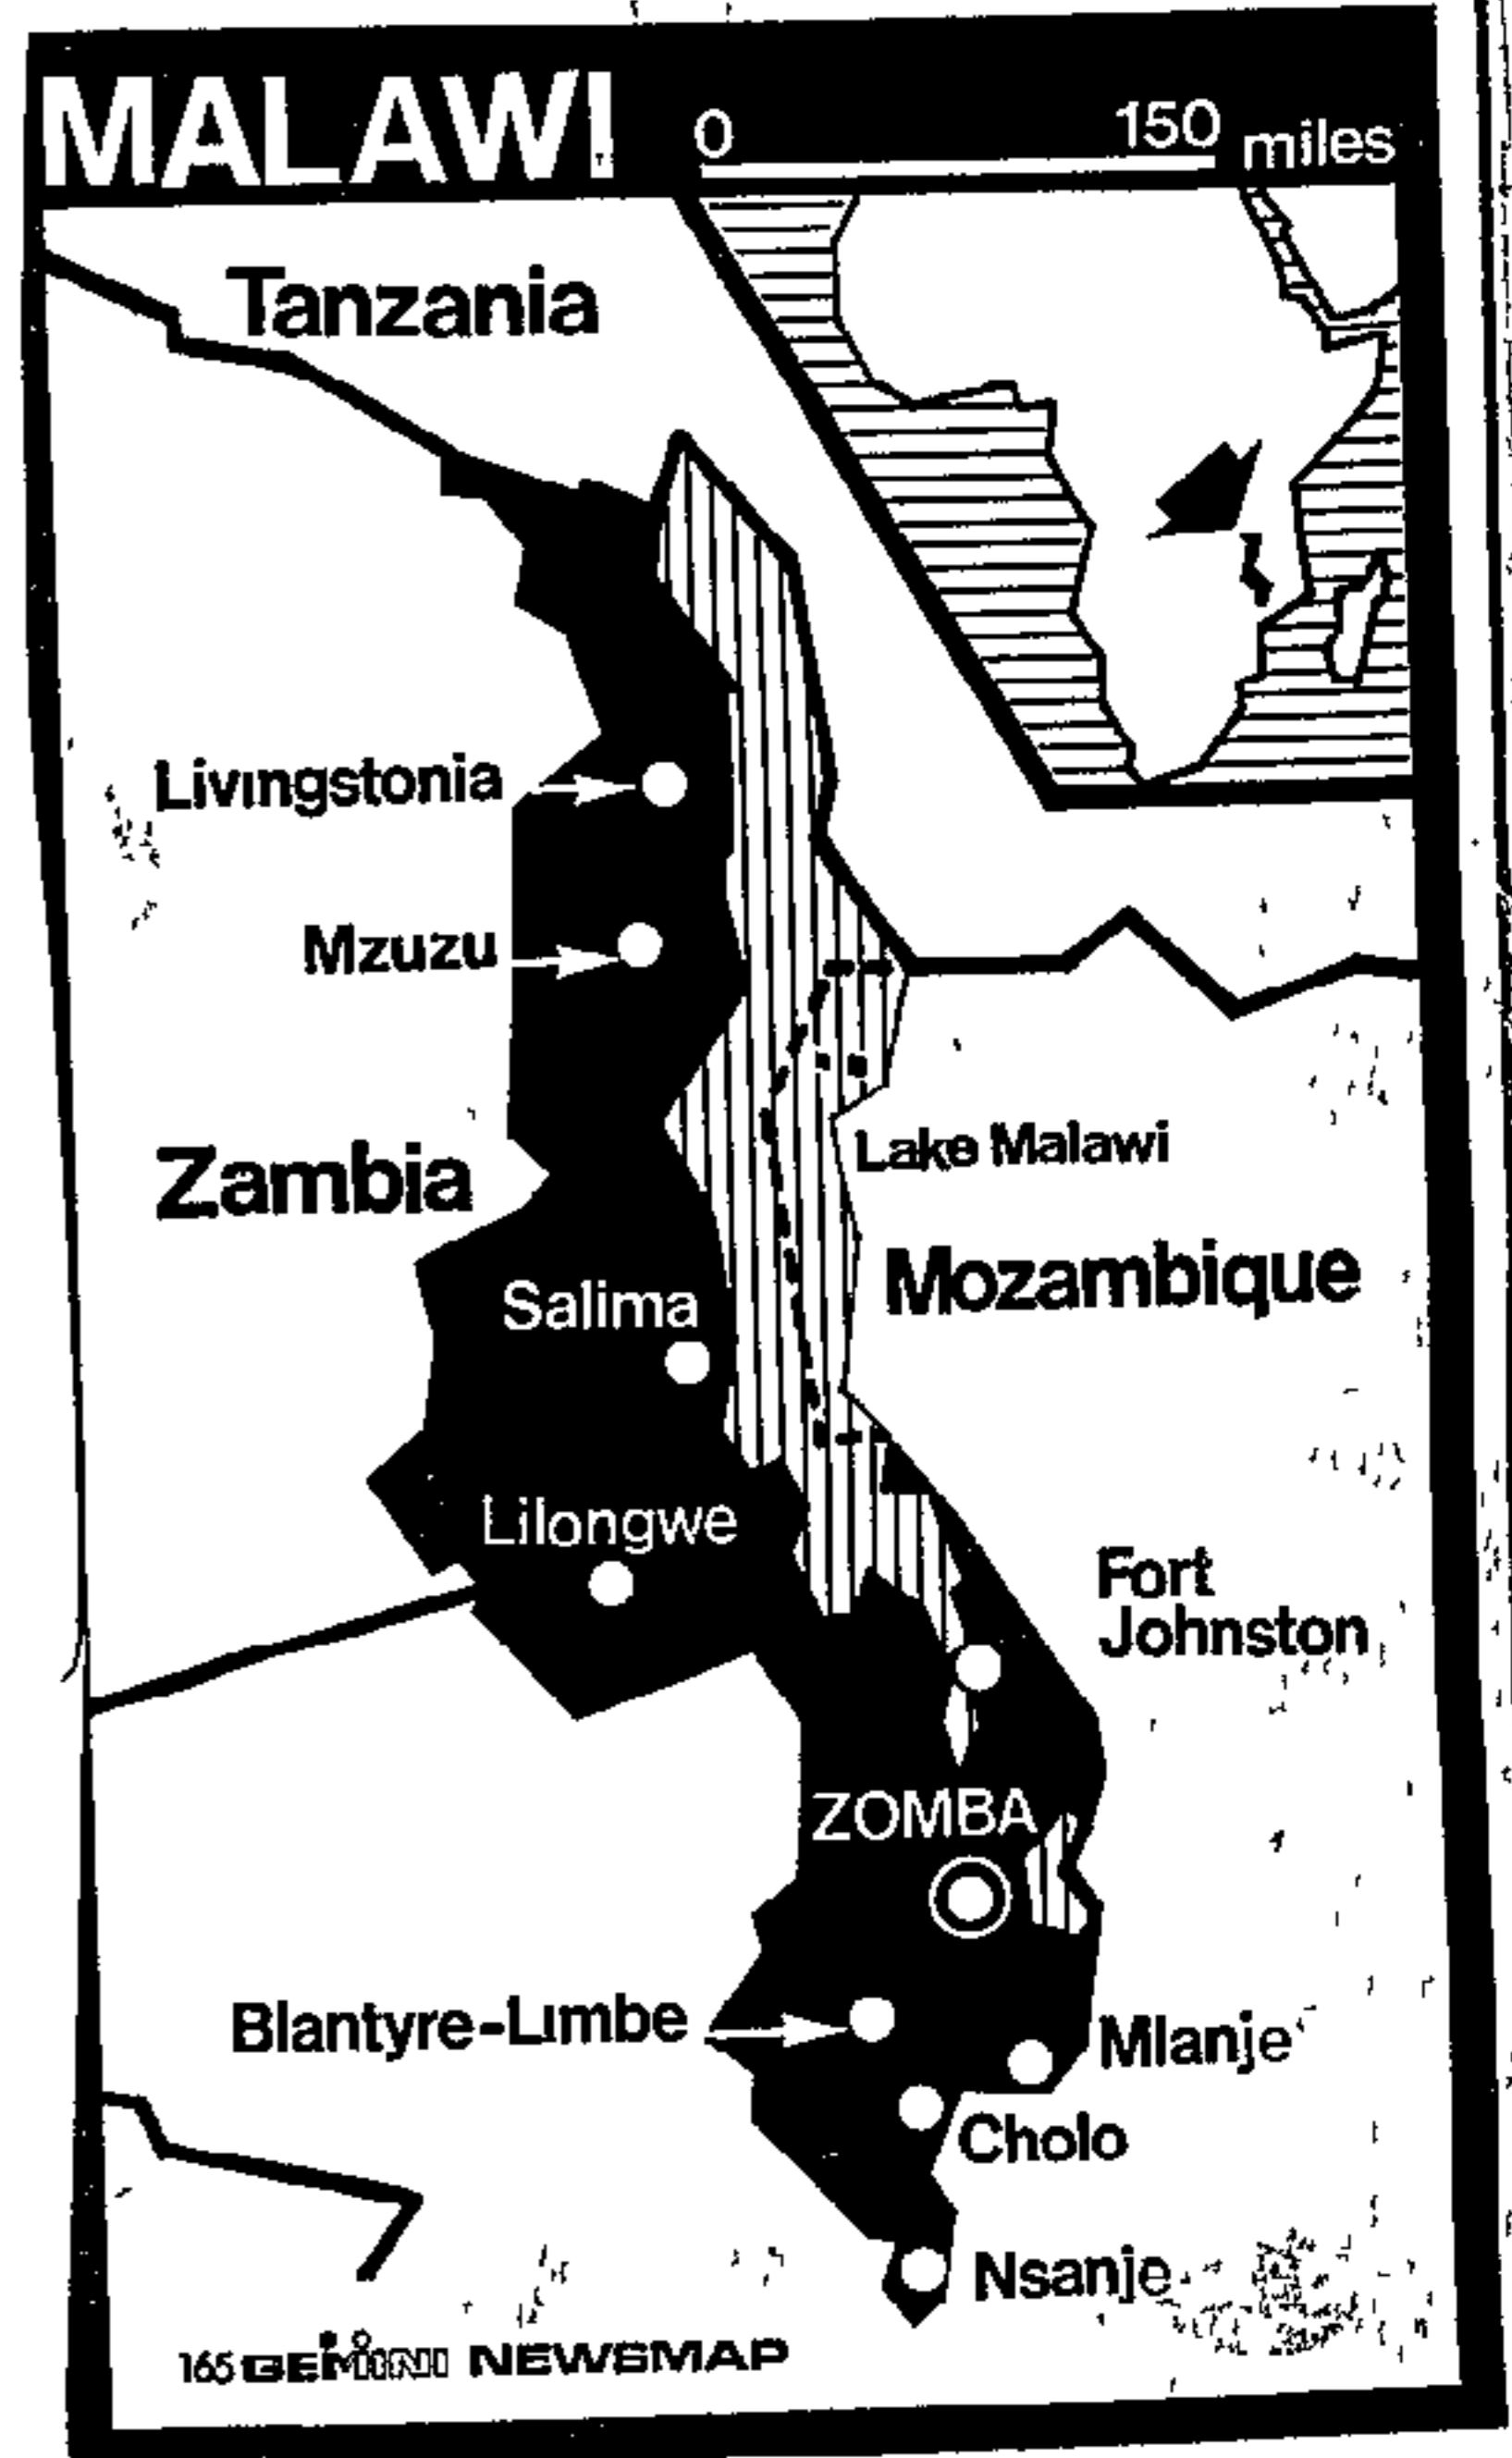 MALAWI
0 150 miles
Tanzania
Livingstonia
Mzuzu
Zambia
Lake Malawi
Mozambique
Salima
Lilongwe
Fort
Johnston
ZOMBA
Blantyre-Limbe
Mlanje
Cholo
Nsanje
165 GEMINI NEWSMAP